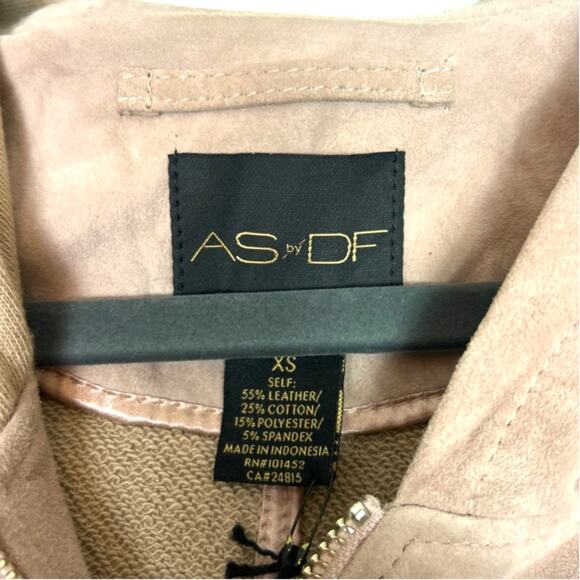 AS by DF
XS
SELF:
55% LEATHER/
25% COTTON/
15% POLYESTER/
5% SPANDEX
MADE IN INDONESIA
RN#101452
CA#24815